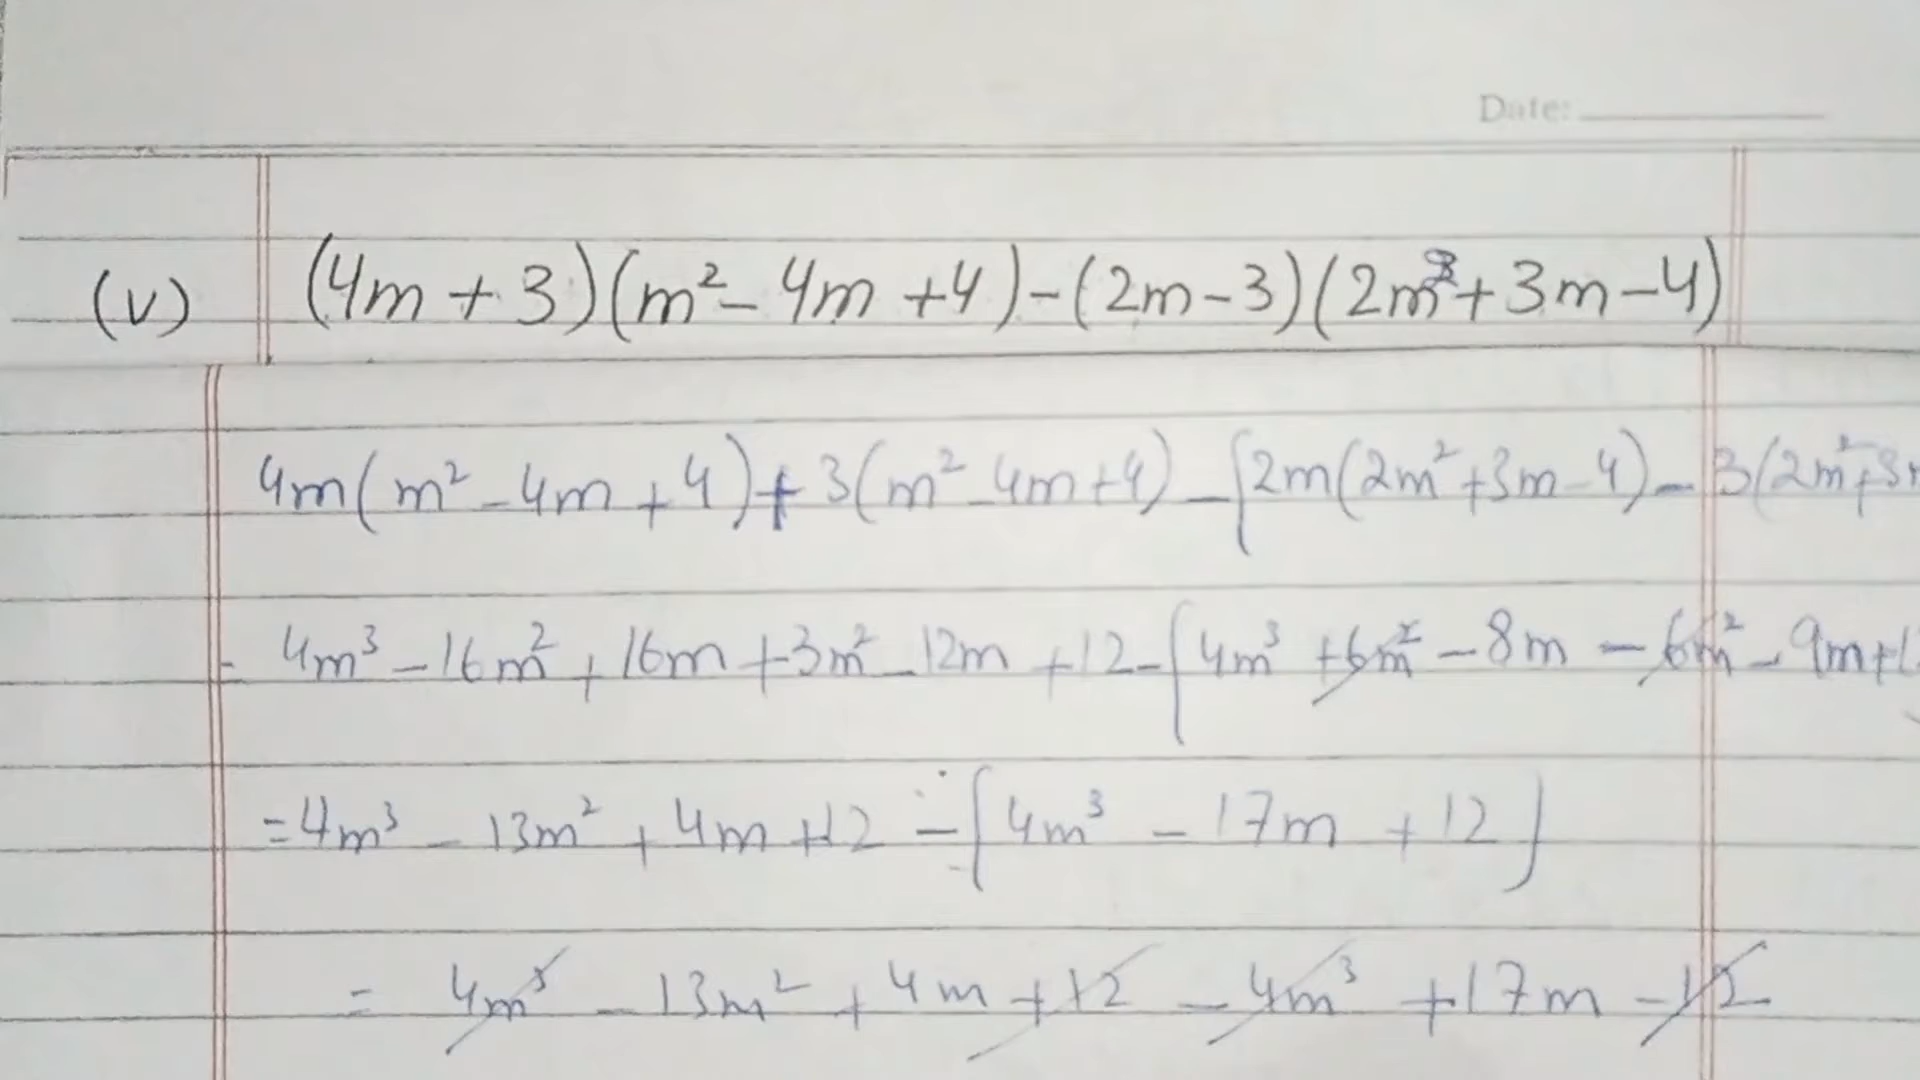 Date:
(v) (4m + 3)(m² - 4m + 4) - (2m - 3)(2m² + 3m - 4)
4m(m² - 4m + 4) + 3(m² - 4m + 4) - [2m(2m² + 3m - 4) - 3(2m² + 3m
= 4m³ - 16m² + 16m + 3m² - 12m + 12 - [4m³ + 6m² - 8m - 6m² - 9m + 1
= 4m³ - 13m² + 4m + 12 - [4m³ - 17m + 12]
= 4m³ - 13m² + 4m + 12 - 4m³ + 17m - 12